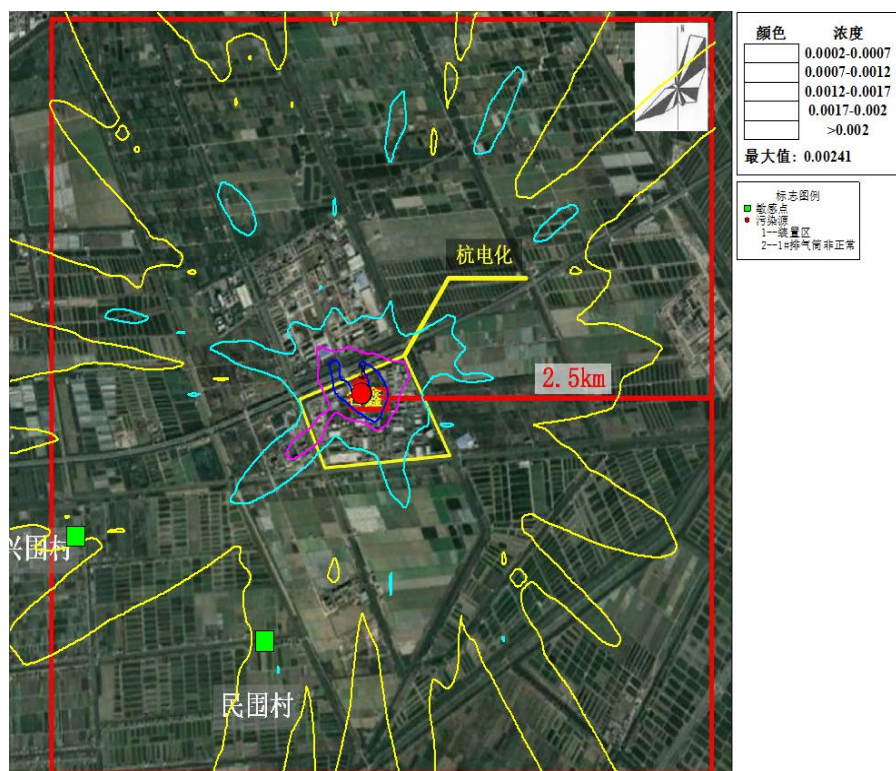 颜色 浓度
0.0002-0.0007
0.0007-0.0012
0.0012-0.0017
0.0017-0.002
>0.002
最大值: 0.00241
标志图例
敏感点
污染源
1--装置区
2--1#排气筒非正常
N
杭电化
2.5km
兴围村
民围村